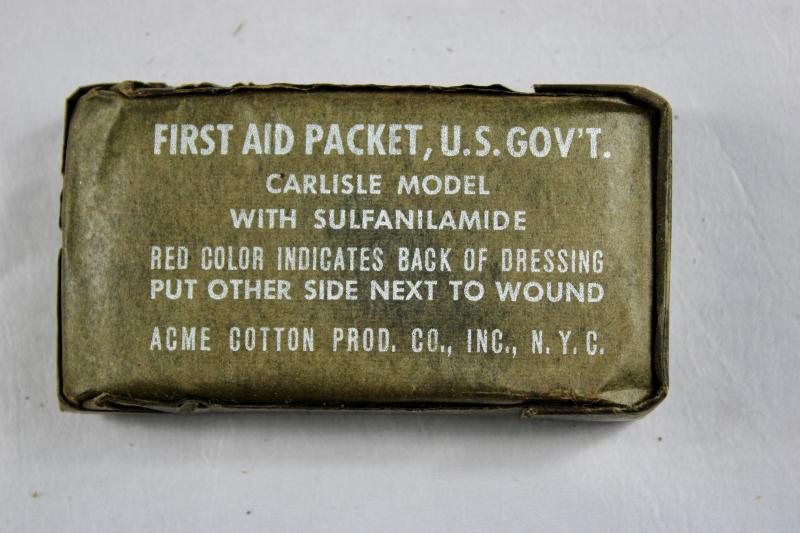 FIRST AID PACKET, U.S. GOV'T.
CARLISLE MODEL
WITH SULFANILAMIDE
RED COLOR INDICATES BACK OF DRESSING
PUT OTHER SIDE NEXT TO WOUND
ACME COTTON PROD. CO., INC., N.Y.C.